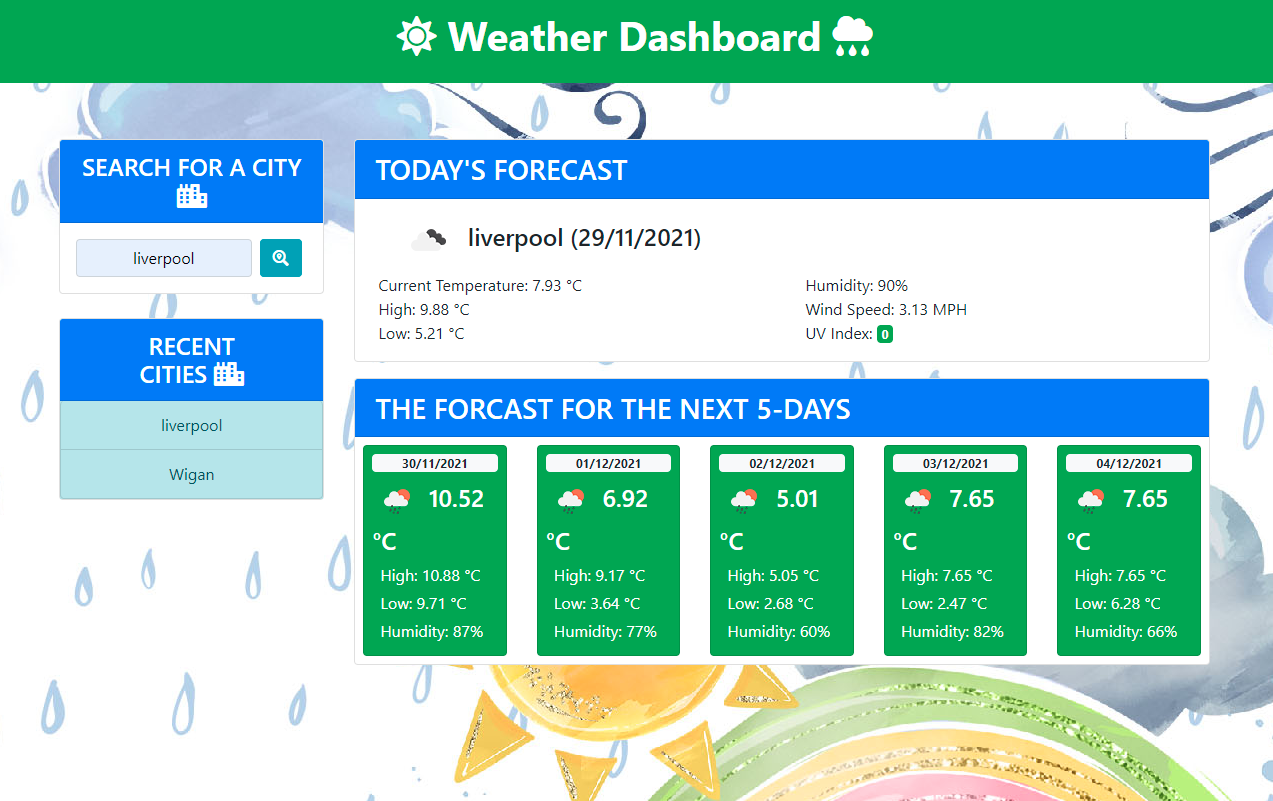 Weather Dashboard
SEARCH FOR A CITY
liverpool
RECENT
CITIES
liverpool
Wigan
TODAY'S FORECAST
liverpool (29/11/2021)
Current Temperature: 7.93 °C
High: 9.88 °C
Low: 5.21 °C
Humidity: 90%
Wind Speed: 3.13 MPH
UV Index: 0
THE FORCAST FOR THE NEXT 5-DAYS
30/11/2021
10.52
°C
High: 10.88 °C
Low: 9.71 °C
Humidity: 87%
01/12/2021
6.92
°C
High: 9.17 °C
Low: 3.64 °C
Humidity: 77%
02/12/2021
5.01
°C
High: 5.05 °C
Low: 2.68 °C
Humidity: 60%
03/12/2021
7.65
°C
High: 7.65 °C
Low: 2.47 °C
Humidity: 82%
04/12/2021
7.65
°C
High: 7.65 °C
Low: 6.28 °C
Humidity: 66%